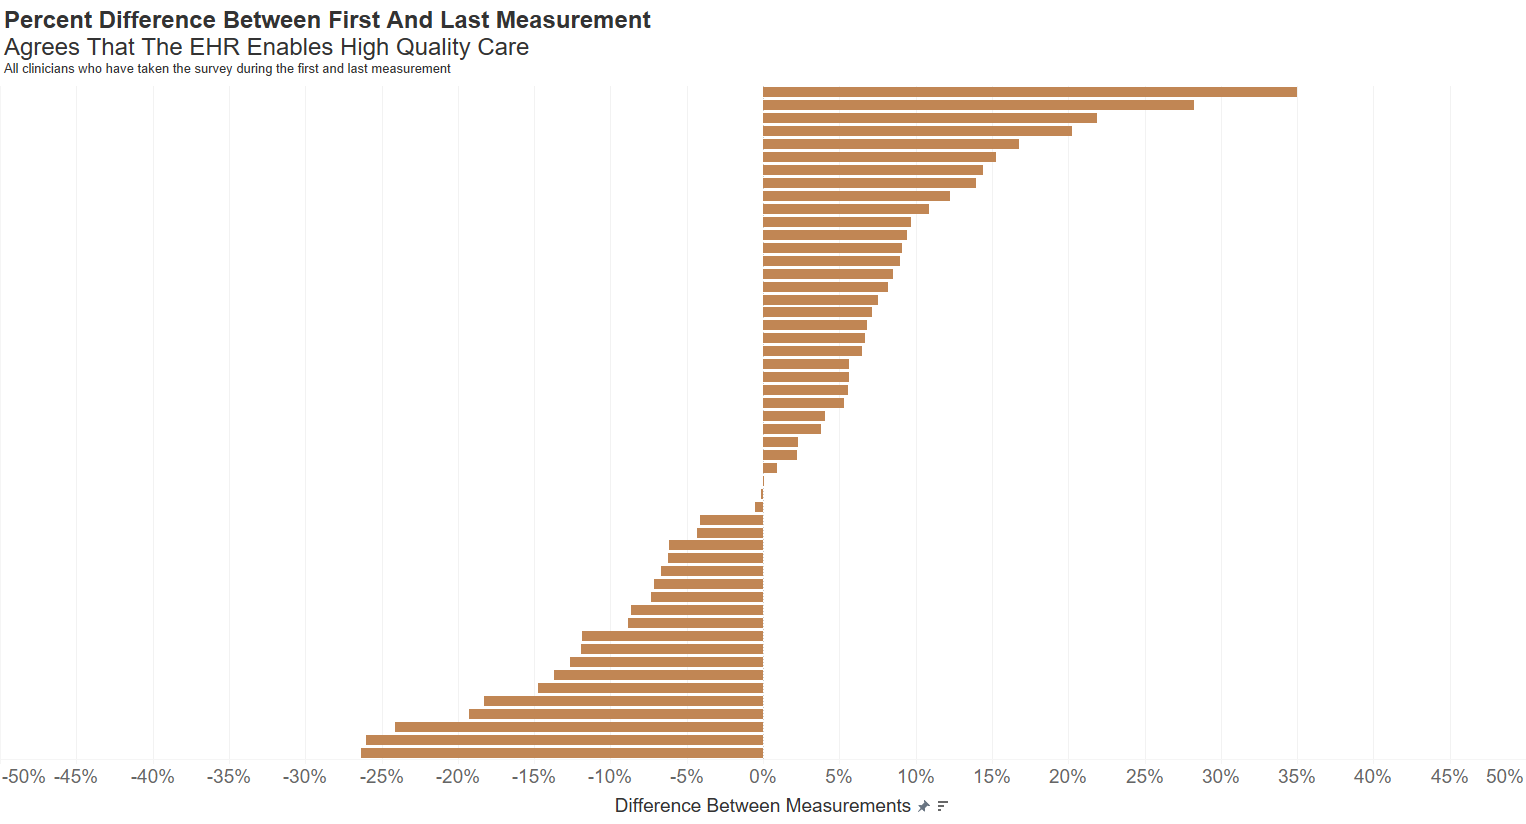 Percent Difference Between First And Last Measurement
Agrees That The EHR Enables High Quality Care
All clinicians who have taken the survey during the first and last measurement
-50% -45% -40% -35% -30% -25% -20% -15% -10% -5% 0% 5% 10% 15% 20% 25% 30% 35% 40% 45% 50%
Difference Between Measurements